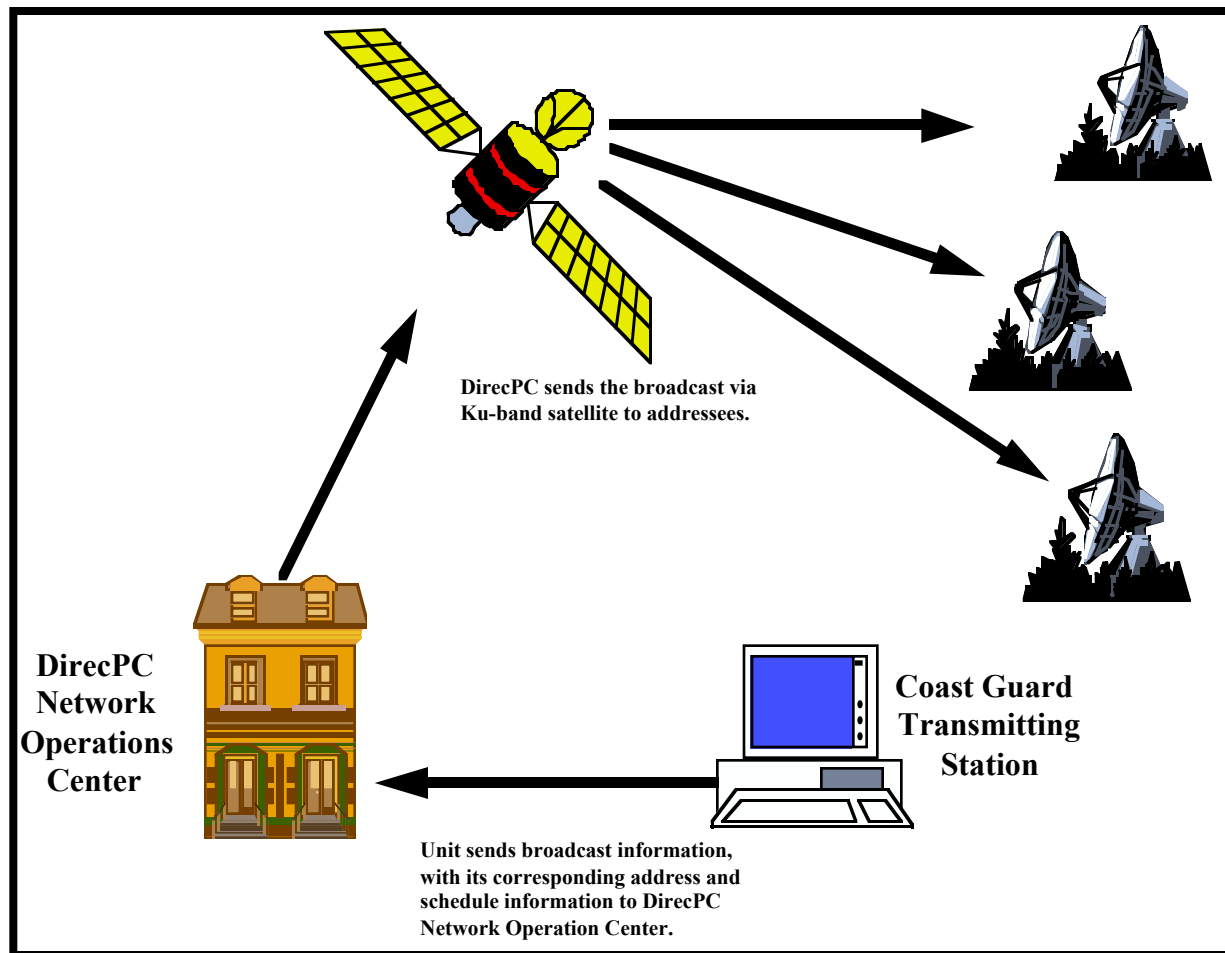 DirecPC sends the broadcast via
Ku-band satellite to addressees.
DirecPC
Network
Operations
Center
Coast Guard
Transmitting
Station
Unit sends broadcast information,
with its corresponding address and
schedule information to DirecPC
Network Operation Center.